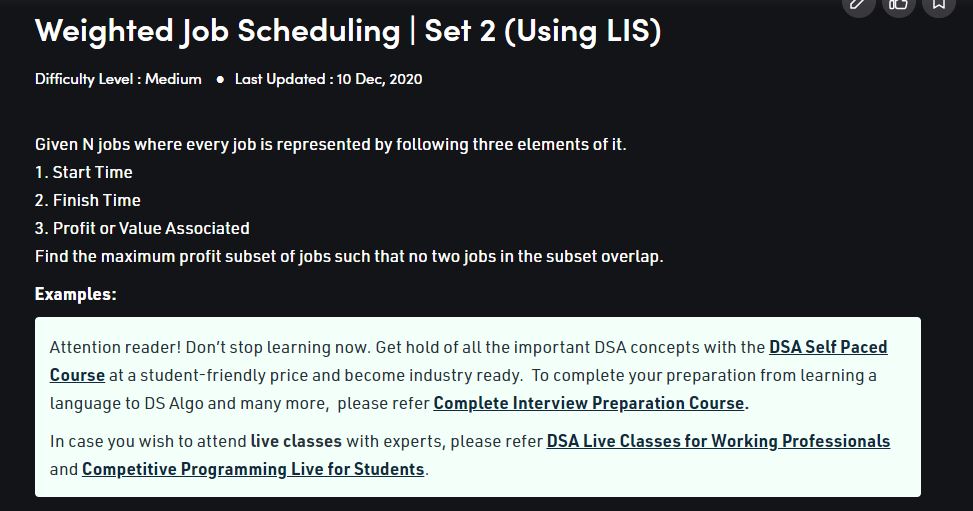 Weighted Job Scheduling | Set 2 (Using LIS)
Difficulty Level : Medium ● Last Updated : 10 Dec, 2020
Given N jobs where every job is represented by following three elements of it.
1. Start Time
2. Finish Time
3. Profit or Value Associated
Find the maximum profit subset of jobs such that no two jobs in the subset overlap.
Examples:
Attention reader! Don’t stop learning now. Get hold of all the important DSA concepts with the DSA Self Paced
Course at a student-friendly price and become industry ready.  To complete your preparation from learning a
language to DS Algo and many more,  please refer Complete Interview Preparation Course.
In case you wish to attend live classes with experts, please refer DSA Live Classes for Working Professionals
and Competitive Programming Live for Students.